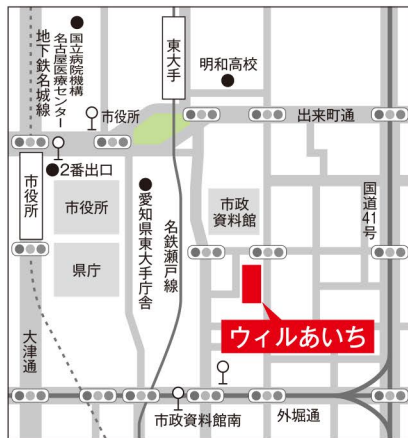 地下鉄名城線
国立病院機構
名古屋医療センター
市役所
東大手
明和高校
出来町通
2番出口
市役所
市役所
県庁
愛知県東大手庁舎
名鉄瀬戸線
市政
資料館
国道41号
ウィルあいち
大津通
市政資料館南
外堀通